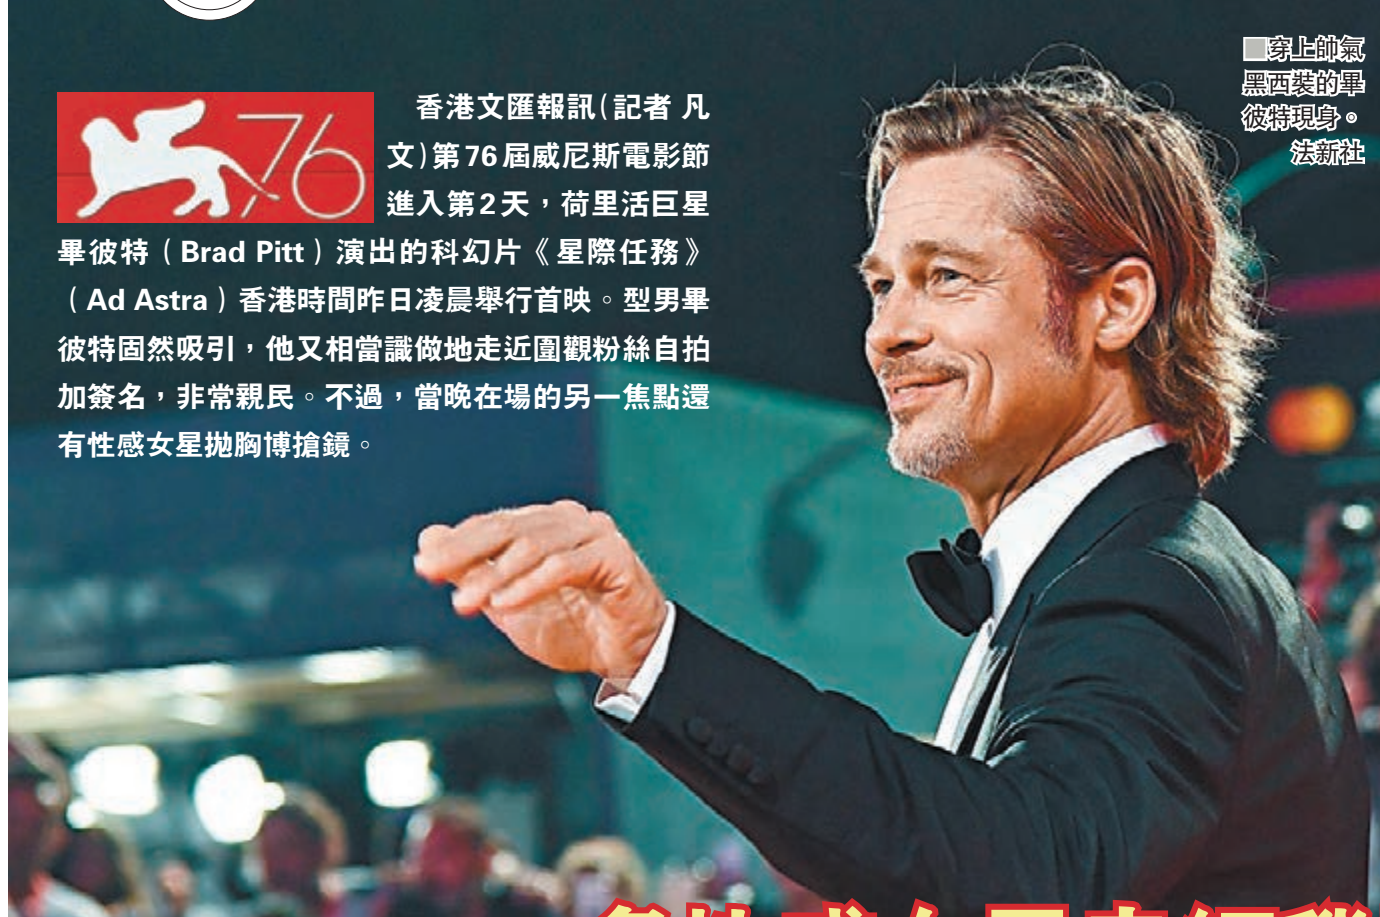 76
香港文匯報訊(記者 凡
文)第76屆威尼斯電影節
進入第2天，荷里活巨星
畢彼特（Brad Pitt）演出的科幻片《星際任務》
（Ad Astra）香港時間昨日凌晨舉行首映。型男畢
彼特固然吸引，他又相當識做地走近圍觀粉絲自拍
加簽名，非常親民。不過，當晚在場的另一焦點還
有性感女星拋胸博搶鏡。
■穿上帥氣
黑西裝的畢
彼特現身。
法新社